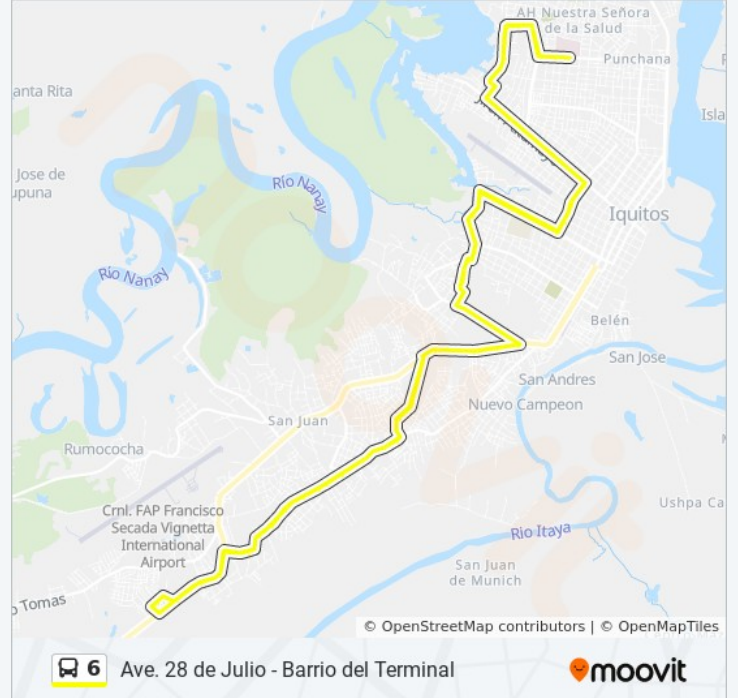 AH Nuestra Señora
de la Salud
Punchana
anta Rita
Isla
Jose de
upuna
Río Nanay
Iquitos
Río Nanay
Belén
San Jose
San Andres
Nuevo Campeon
San Juan
Rumococha
Crnl. FAP Francisco
Secada Vignetta
International
Airport
Ushpa Ca
Rio Itaya
San Juan
de Munich
o Tomas
© OpenStreetMap contributors | © OpenMapTiles
6 Ave. 28 de Julio - Barrio del Terminal
moovit